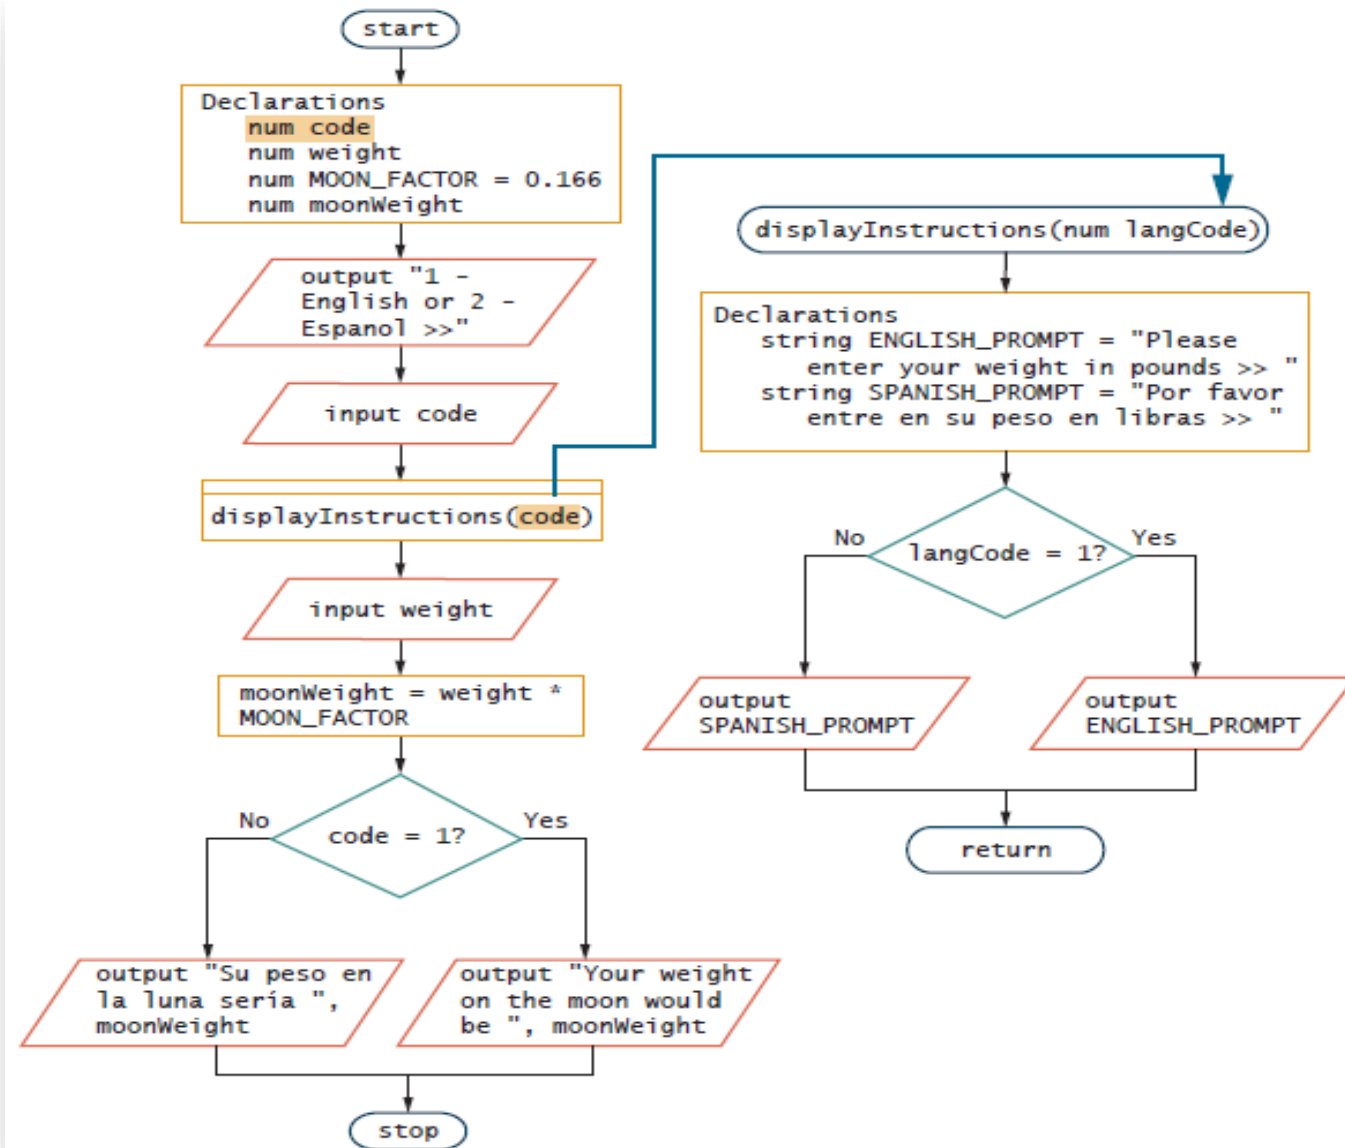 start
Declarations
num code
num weight
num MOON_FACTOR = 0.166
num moonWeight
output "1 –
English or 2 –
Espanol >>"
input code
displayInstructions(code)
input weight
moonWeight = weight *
MOON_FACTOR
code = 1?
No
Yes
output "Su peso en
la luna sería ",
moonWeight
output "Your weight
on the moon would
be ", moonWeight
stop
displayInstructions(num langCode)
Declarations
string ENGLISH_PROMPT = "Please
enter your weight in pounds >> "
string SPANISH_PROMPT = "Por favor
entre en su peso en libras >> "
langCode = 1?
No
Yes
output
SPANISH_PROMPT
output
ENGLISH_PROMPT
return